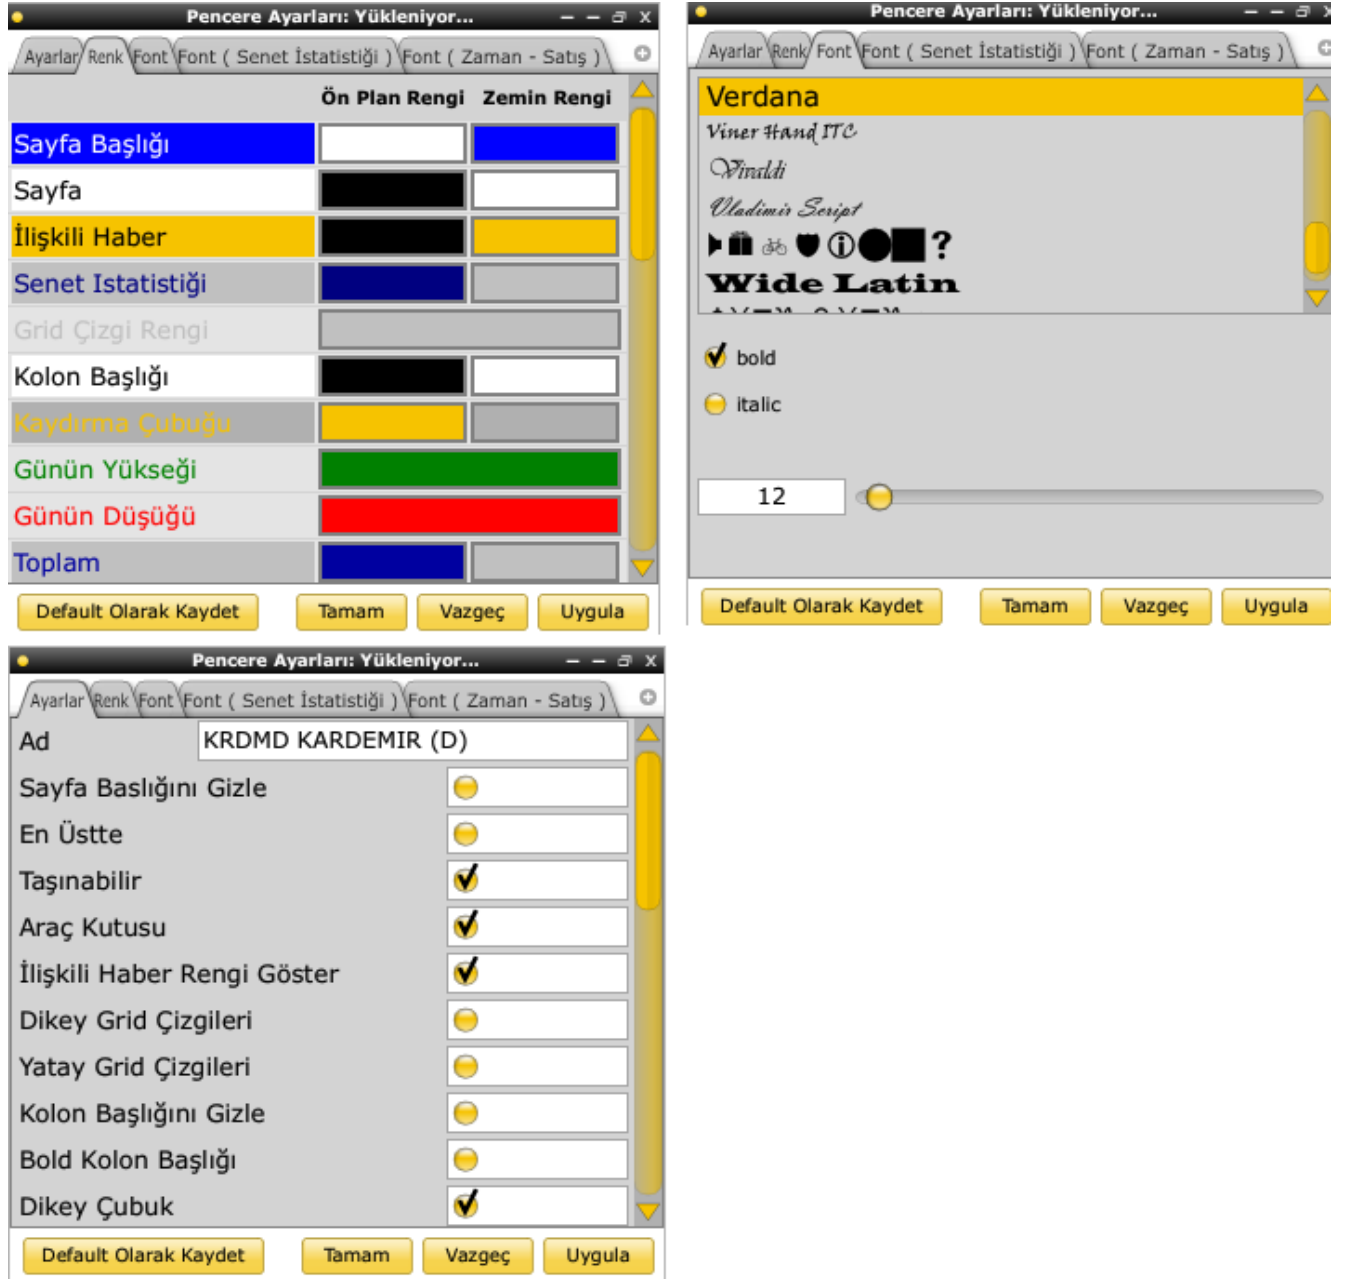 Pencere Ayarları: Yükleniyor...
Ayarlar Renk Font Font ( Senet İstatistiği ) Font ( Zaman - Satış )
Ön Plan Rengi Zemin Rengi
Sayfa Başlığı
Sayfa
İlişkili Haber
Senet Istatistiği
Grid Çizgi Rengi
Kolon Başlığı
Kaydırma Çubuğu
Günün Yükseği
Günün Düşüğü
Toplam
Default Olarak Kaydet Tamam Vazgeç Uygula
Pencere Ayarları: Yükleniyor...
Ayarlar Renk Font Font ( Senet İstatistiği ) Font ( Zaman - Satış )
Verdana
Viner Hand ITC
Vivaldi
Vladimir Script
Wide Latin
bold
italic
12
Default Olarak Kaydet Tamam Vazgeç Uygula
Pencere Ayarları: Yükleniyor...
Ayarlar Renk Font Font ( Senet İstatistiği ) Font ( Zaman - Satış )
Ad KRDMD KARDEMIR (D)
Sayfa Baslığını Gizle
En Üstte
Taşınabilir
Araç Kutusu
İlişkili Haber Rengi Göster
Dikey Grid Çizgileri
Yatay Grid Çizgileri
Kolon Başlığını Gizle
Bold Kolon Başlığı
Dikey Çubuk
Default Olarak Kaydet Tamam Vazgeç Uygula